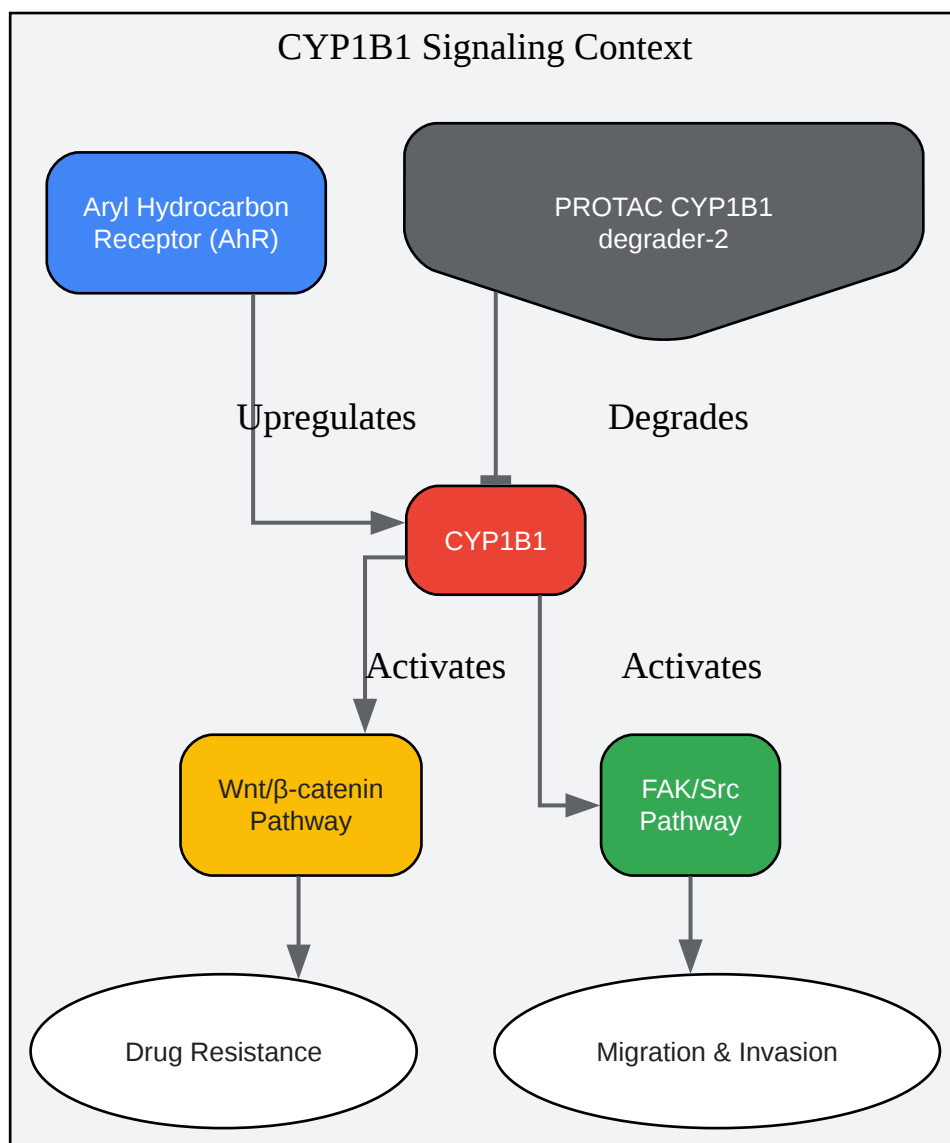 CYP1B1 Signaling Context
Aryl Hydrocarbon
Receptor (AhR)
PROTAC CYP1B1
degrader-2
Upregulates
Degrades
CYP1B1
Activates
Activates
Wnt/β-catenin
Pathway
FAK/Src
Pathway
Drug Resistance
Migration & Invasion